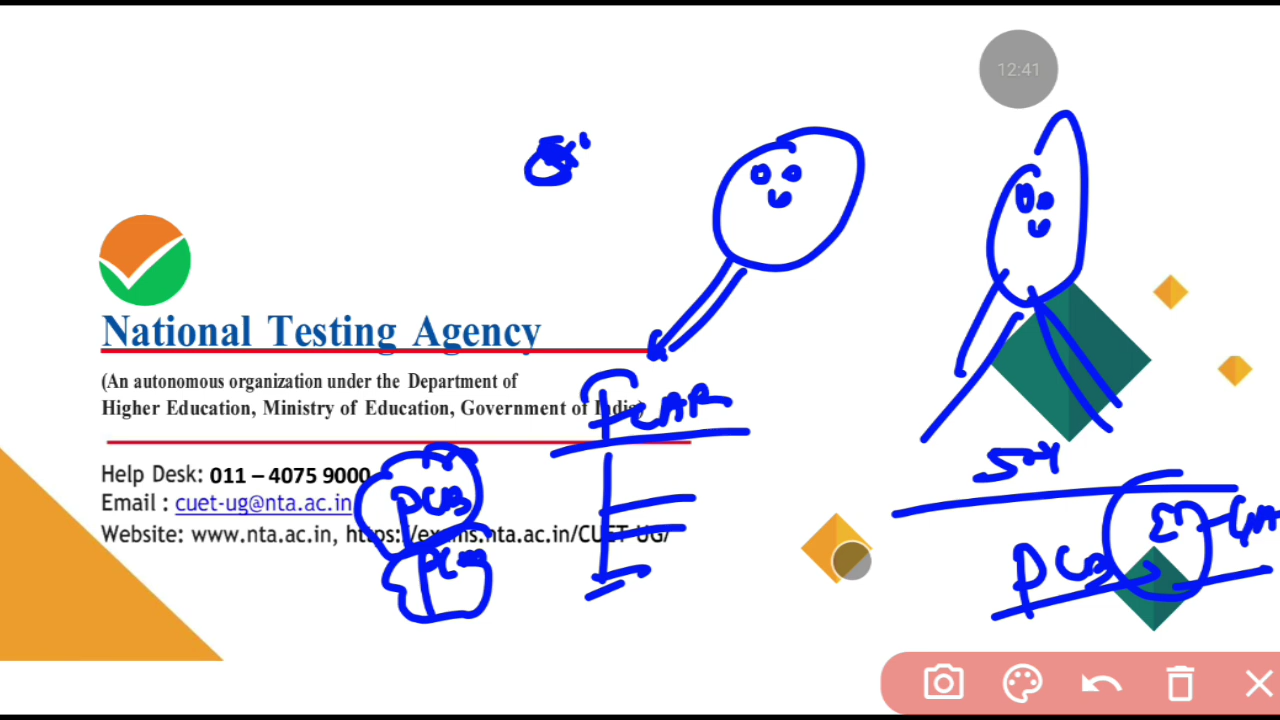 12:41
National Testing Agency
(An autonomous organization under the Department of
Higher Education, Ministry of Education, Government of India)
ICAR
Help Desk: 011 – 4075 9000
Email : cuet-ug@nta.ac.in
Website: www.nta.ac.in, https://exams.nta.ac.in/CUET-UG/
PCB
PCM
PCB